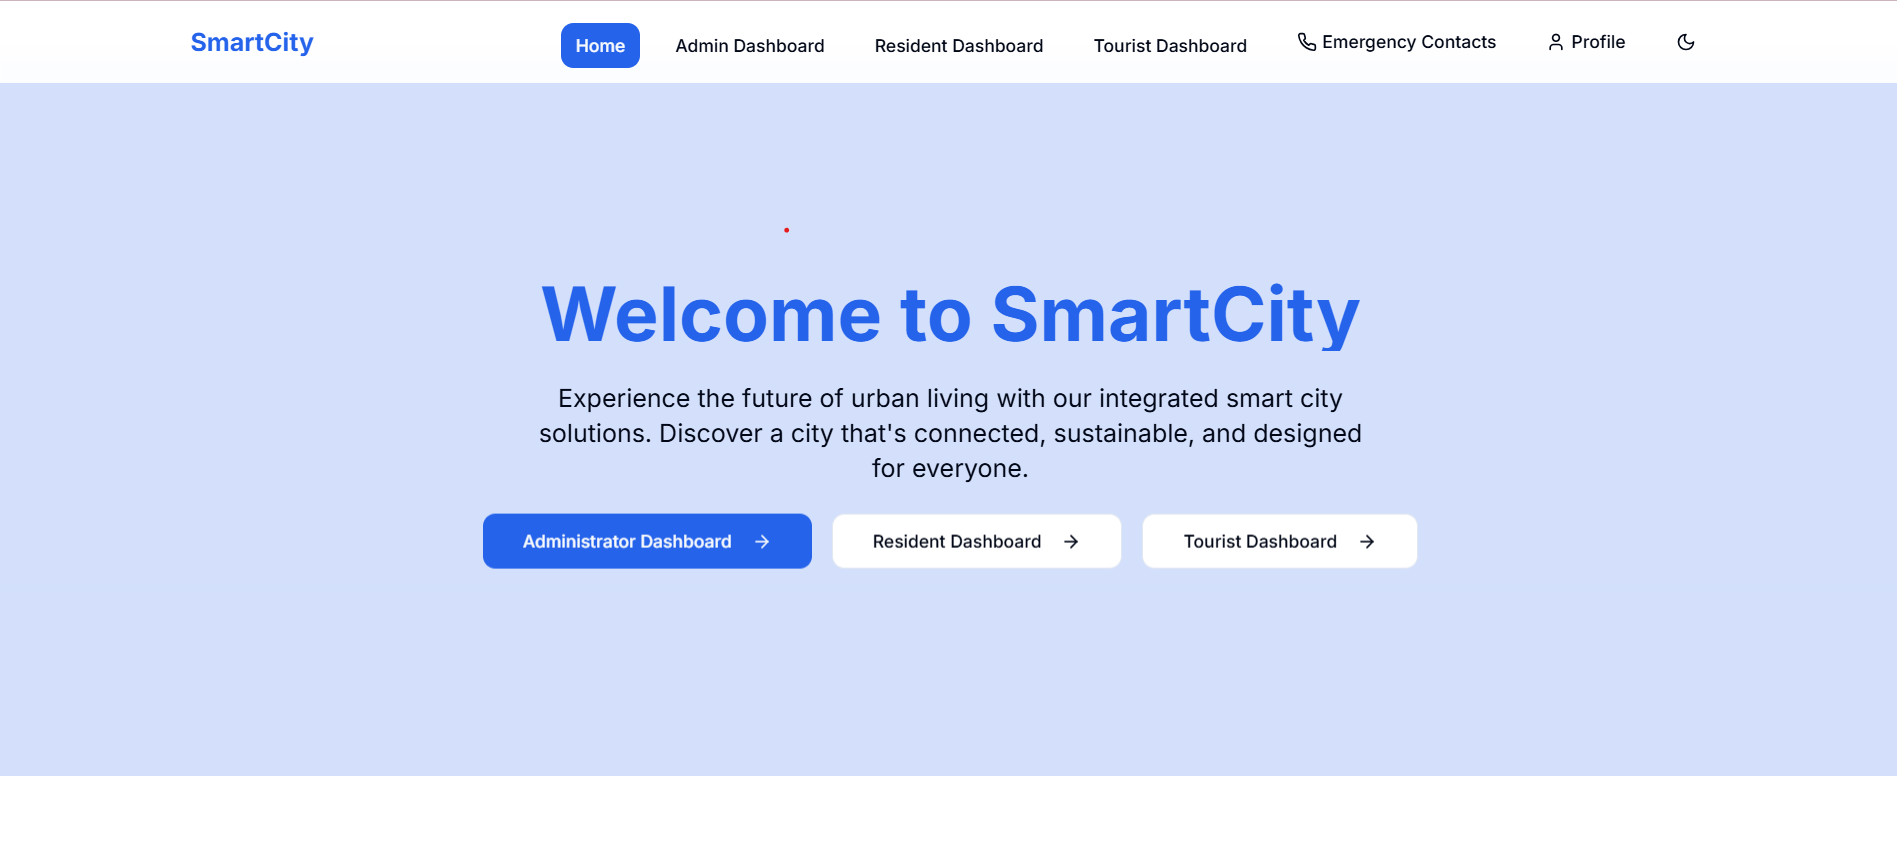 SmartCity
Home
Admin Dashboard
Resident Dashboard
Tourist Dashboard
Emergency Contacts
Profile
Welcome to SmartCity
Experience the future of urban living with our integrated smart city
solutions. Discover a city that's connected, sustainable, and designed
for everyone.
Administrator Dashboard
Resident Dashboard
Tourist Dashboard